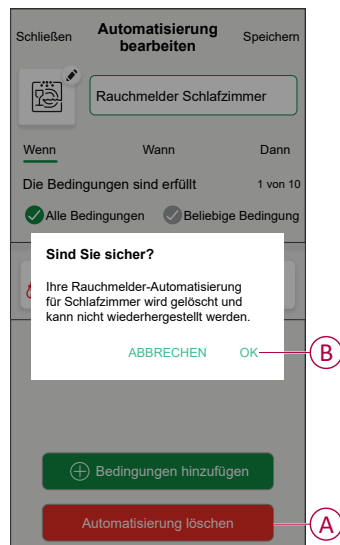 Schließen
Automatisierung
bearbeiten
Speichern
Rauchmelder Schlafzimmer
Wenn
Wann
Dann
Die Bedingungen sind erfüllt
1 von 10
Alle Bedingungen
Beliebige Bedingung
Sind Sie sicher?
Ihre Rauchmelder-Automatisierung
für Schlafzimmer wird gelöscht und
kann nicht wiederhergestellt werden.
ABBRECHEN
OK
B
Bedingungen hinzufügen
Automatisierung löschen
A